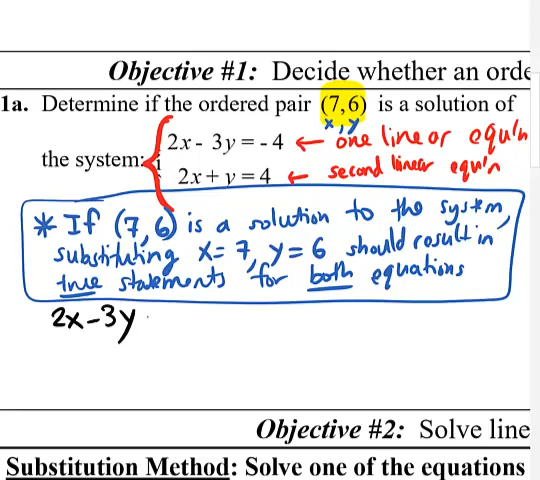 Objective #1: Decide whether an orde
1a. Determine if the ordered pair (7,6) is a solution of
x, y
the system:
2x - 3y = - 4 ← one linear equ'n
2x + y = 4 ← second linear equ'n
* If (7,6) is a solution to the system,
substituting x = 7, y = 6 should result in
true statements for both equations
2x-3y
Objective #2: Solve line
Substitution Method: Solve one of the equations